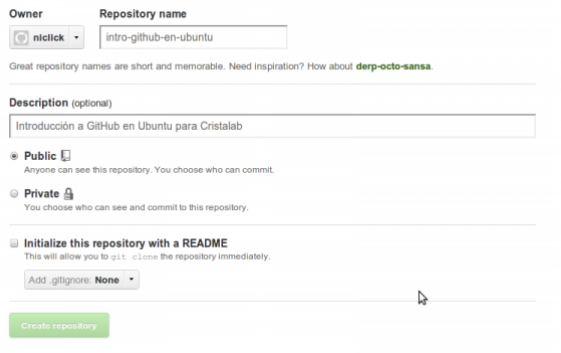 Owner Repository name
niclick intro-github-en-ubuntu
Great repository names are short and memorable. Need inspiration? How about derp-octo-sansa.
Description (optional)
Introducción a GitHub en Ubuntu para Cristalab
Public
Anyone can see this repository. You choose who can commit.
Private
You choose who can see and commit to this repository.
Initialize this repository with a README
This will allow you to git clone the repository immediately.
Add .gitignore: None
Create repository